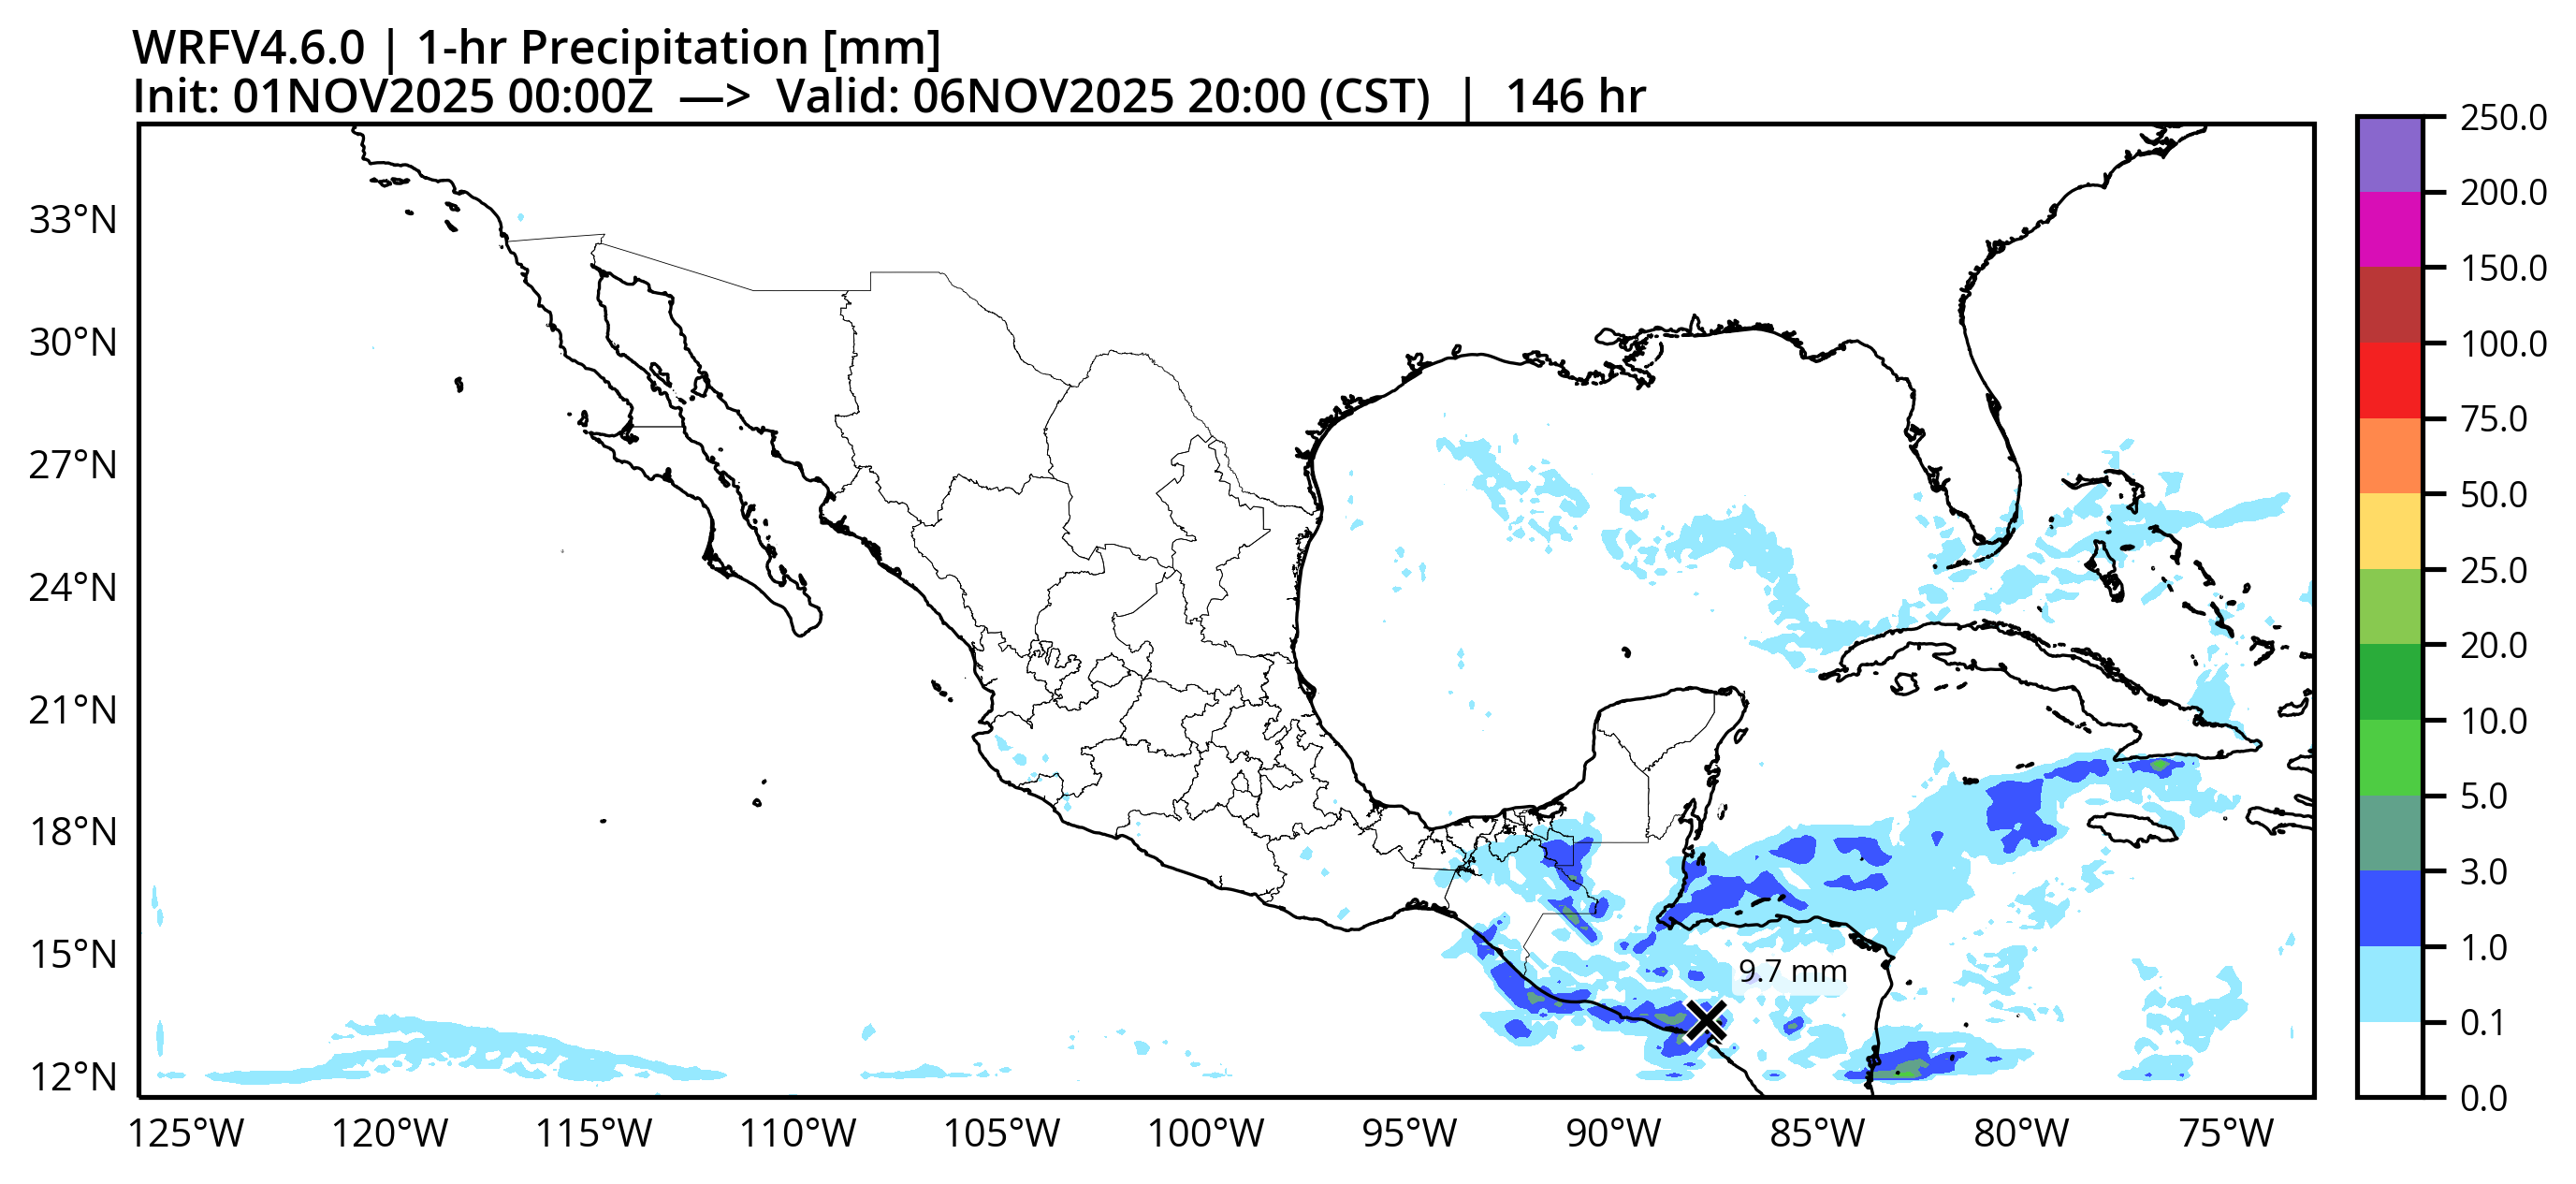 WRFV4.6.0 | 1-hr Precipitation [mm]
Init: 01NOV2025 00:00Z —> Valid: 06NOV2025 20:00 (CST) | 146 hr
33°N
30°N
27°N
24°N
21°N
18°N
15°N
12°N
125°W 120°W 115°W 110°W 105°W 100°W 95°W 90°W 85°W 80°W 75°W
9.7 mm
250.0
200.0
150.0
100.0
75.0
50.0
25.0
20.0
10.0
5.0
3.0
1.0
0.1
0.0